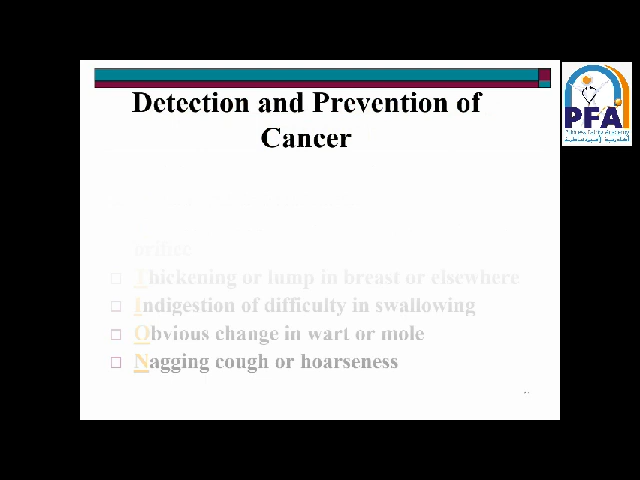 Detection and Prevention of
Cancer
PFA
orifice
Thickening or lump in breast or elsewhere
Indigestion of difficulty in swallowing
Obvious change in wart or mole
Nagging cough or hoarseness